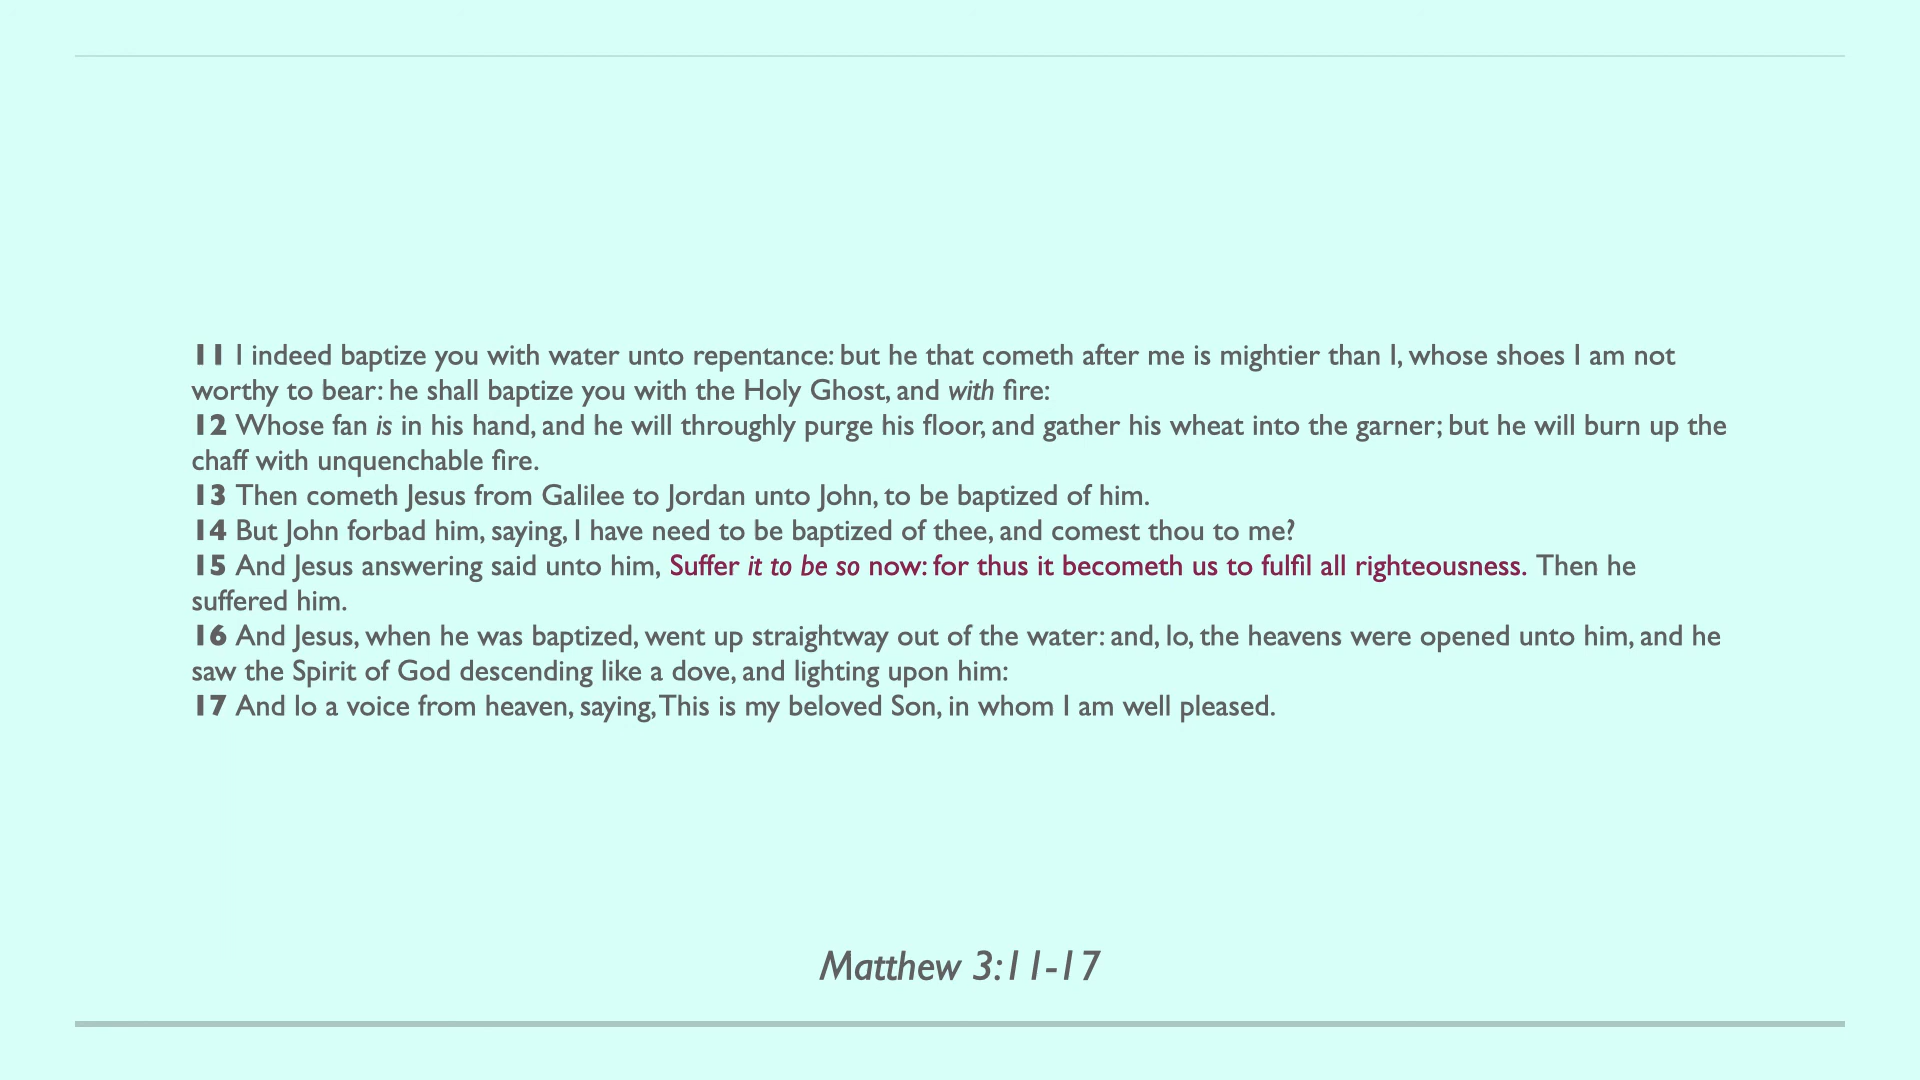 11 I indeed baptize you with water unto repentance: but he that cometh after me is mightier than I, whose shoes I am not
worthy to bear: he shall baptize you with the Holy Ghost, and with fire:
12 Whose fan is in his hand, and he will throughly purge his floor, and gather his wheat into the garner; but he will burn up the
chaff with unquenchable fire.
13 Then cometh Jesus from Galilee to Jordan unto John, to be baptized of him.
14 But John forbad him, saying, I have need to be baptized of thee, and comest thou to me?
15 And Jesus answering said unto him, Suffer it to be so now: for thus it becometh us to fulfil all righteousness. Then he
suffered him.
16 And Jesus, when he was baptized, went up straightway out of the water: and, lo, the heavens were opened unto him, and he
saw the Spirit of God descending like a dove, and lighting upon him:
17 And lo a voice from heaven, saying, This is my beloved Son, in whom I am well pleased.
Matthew 3:11-17